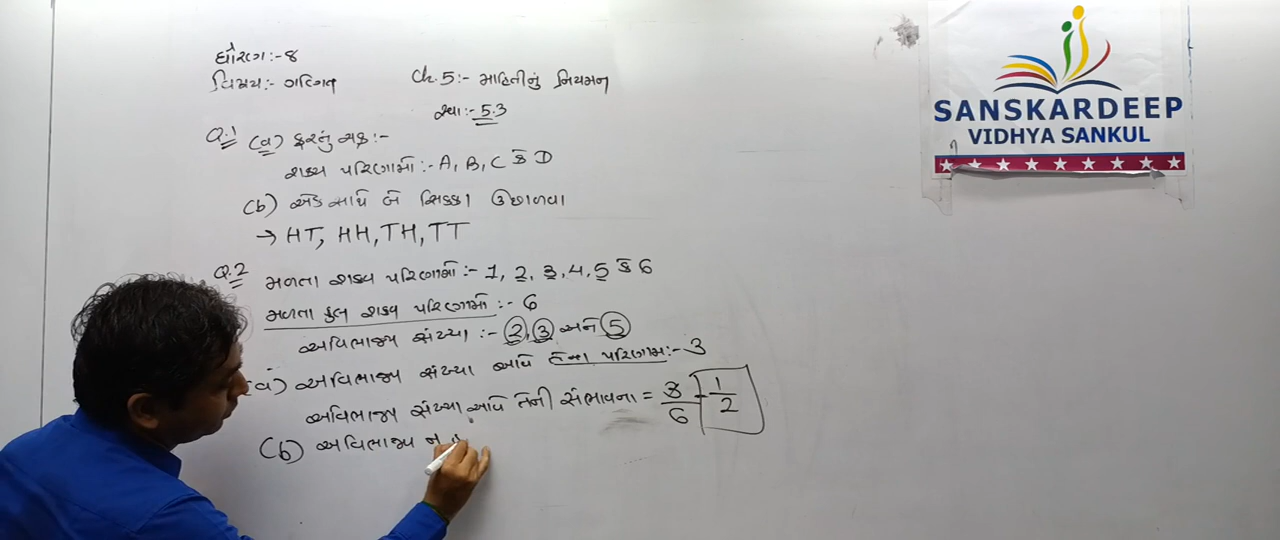 ધોરણ:-8
વિષય:- ગણિત
Ch.5:- માહિતીનું નિયમન
સ્વા:- 5.3
Q.1 (a) ફરતું ચક્ર:-
શક્ય પરિણામો:- A, B, C કે D
(b) એક સાથે બે સિક્કા ઉછાળવા
→ HT, HH, TH, TT
Q.2 મળતા શક્ય પરિણામો:- 1, 2, 3, 4, 5 કે 6
મળતા કુલ શક્ય પરિણામો:- 6
અવિભાજ્ય સંખ્યા:- 2, 3 અને 5
(a) અવિભાજ્ય સંખ્યા આવે તેના પરિણામ:- 3
અવિભાજ્ય સંખ્યા આવે તેની સંભાવના = 3/6 = 1/2
(b) અવિભાજ્ય ન
SANSKARDEEP
VIDHYA SANKUL